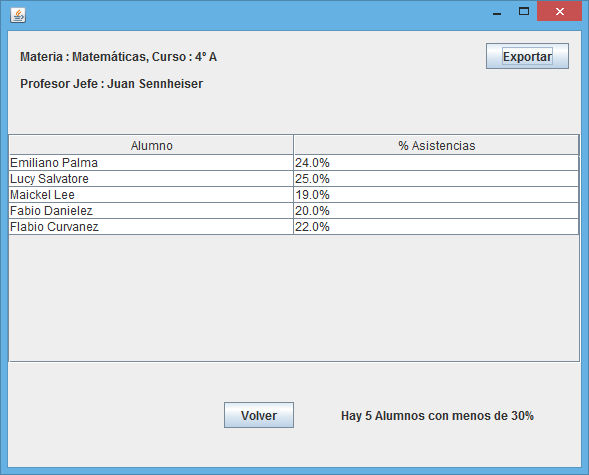 Materia : Matemáticas, Curso : 4º A
Exportar
Profesor Jefe : Juan Sennheiser
Alumno % Asistencias
Emiliano Palma 24.0%
Lucy Salvatore 25.0%
Maickel Lee 19.0%
Fabio Danielez 20.0%
Flabio Curvanez 22.0%
Volver
Hay 5 Alumnos con menos de 30%